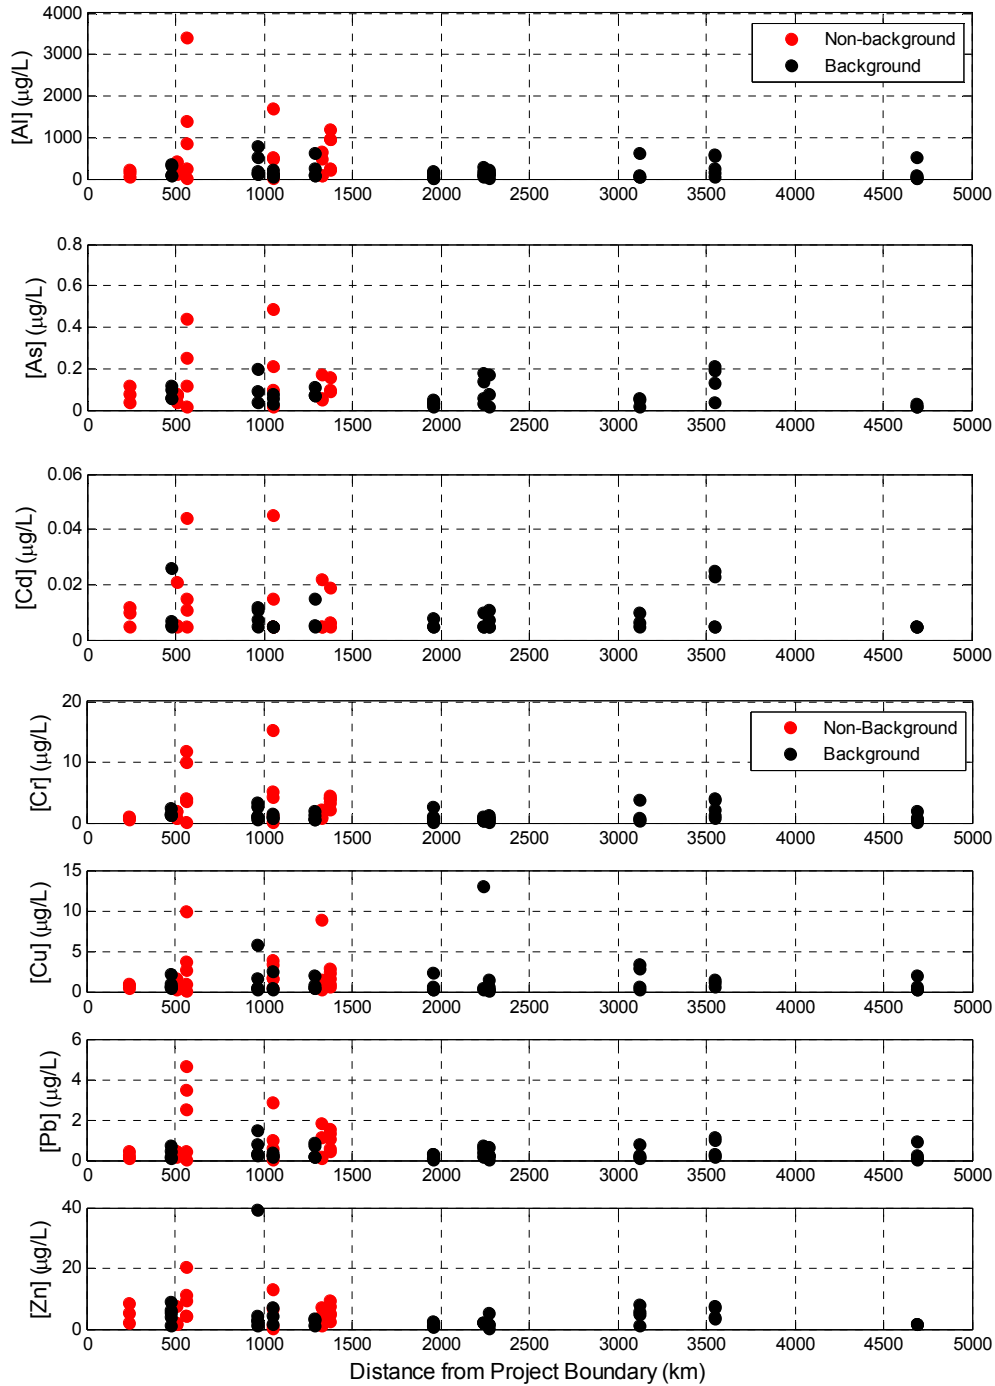 4000
3000
2000
1000
0
[Al] (µg/L)
Non-background
Background
0 500 1000 1500 2000 2500 3000 3500 4000 4500 5000
0.8
0.6
0.4
0.2
0
[As] (µg/L)
0 500 1000 1500 2000 2500 3000 3500 4000 4500 5000
0.06
0.04
0.02
0
[Cd] (µg/L)
0 500 1000 1500 2000 2500 3000 3500 4000 4500 5000
20
10
0
[Cr] (µg/L)
Non-Background
Background
0 500 1000 1500 2000 2500 3000 3500 4000 4500 5000
15
10
5
0
[Cu] (µg/L)
0 500 1000 1500 2000 2500 3000 3500 4000 4500 5000
6
4
2
0
[Pb] (µg/L)
0 500 1000 1500 2000 2500 3000 3500 4000 4500 5000
40
20
0
[Zn] (µg/L)
0 500 1000 1500 2000 2500 3000 3500 4000 4500 5000
Distance from Project Boundary (km)